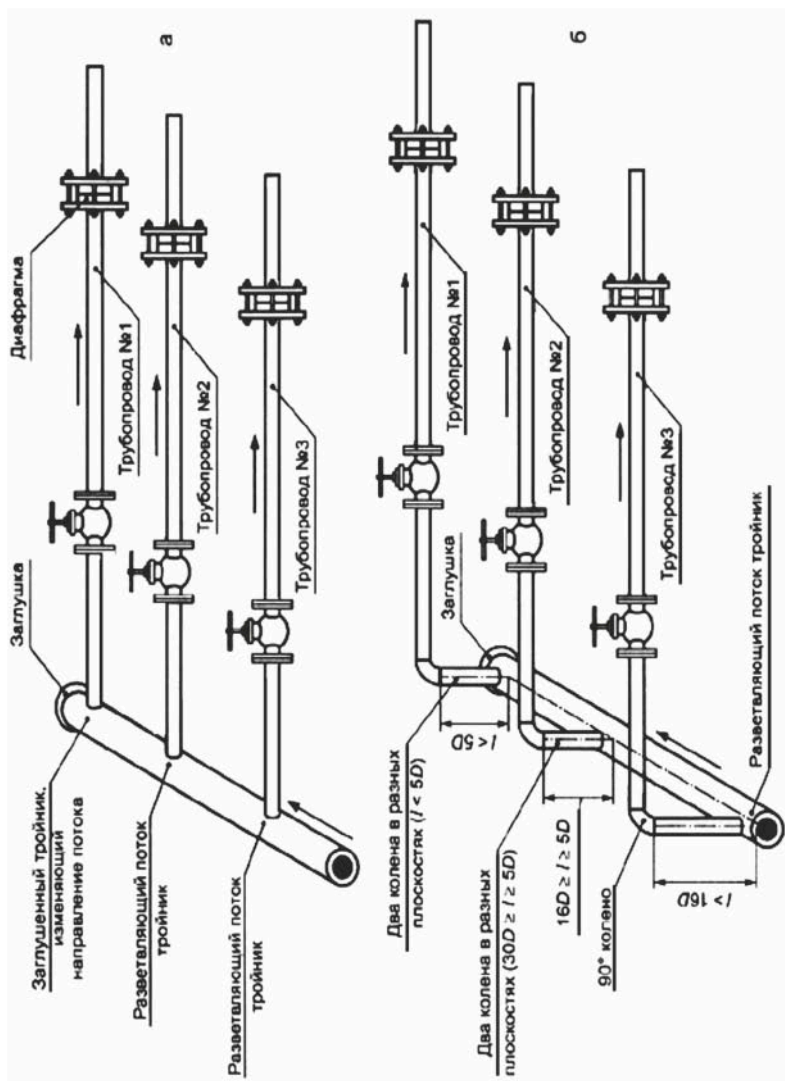 а
Диафрагма
Трубопровод №1
Трубопровод №2
Трубопровод №3
Заглушка
Заглушенный тройник,
изменяющий
направление потока
Разветвляющий поток
тройник
Разветвляющий поток
тройник
б
Трубопровод №1
Трубопровод №2
Трубопровод №3
Заглушка
Два колена в разных
плоскостях (l < 5D)
l < 5D
Два колена в разных
плоскостях (30D ≥ l ≥ 5D)
16D ≥ l ≥ 5D
90° колено
l > 16D
Разветвляющий поток тройник